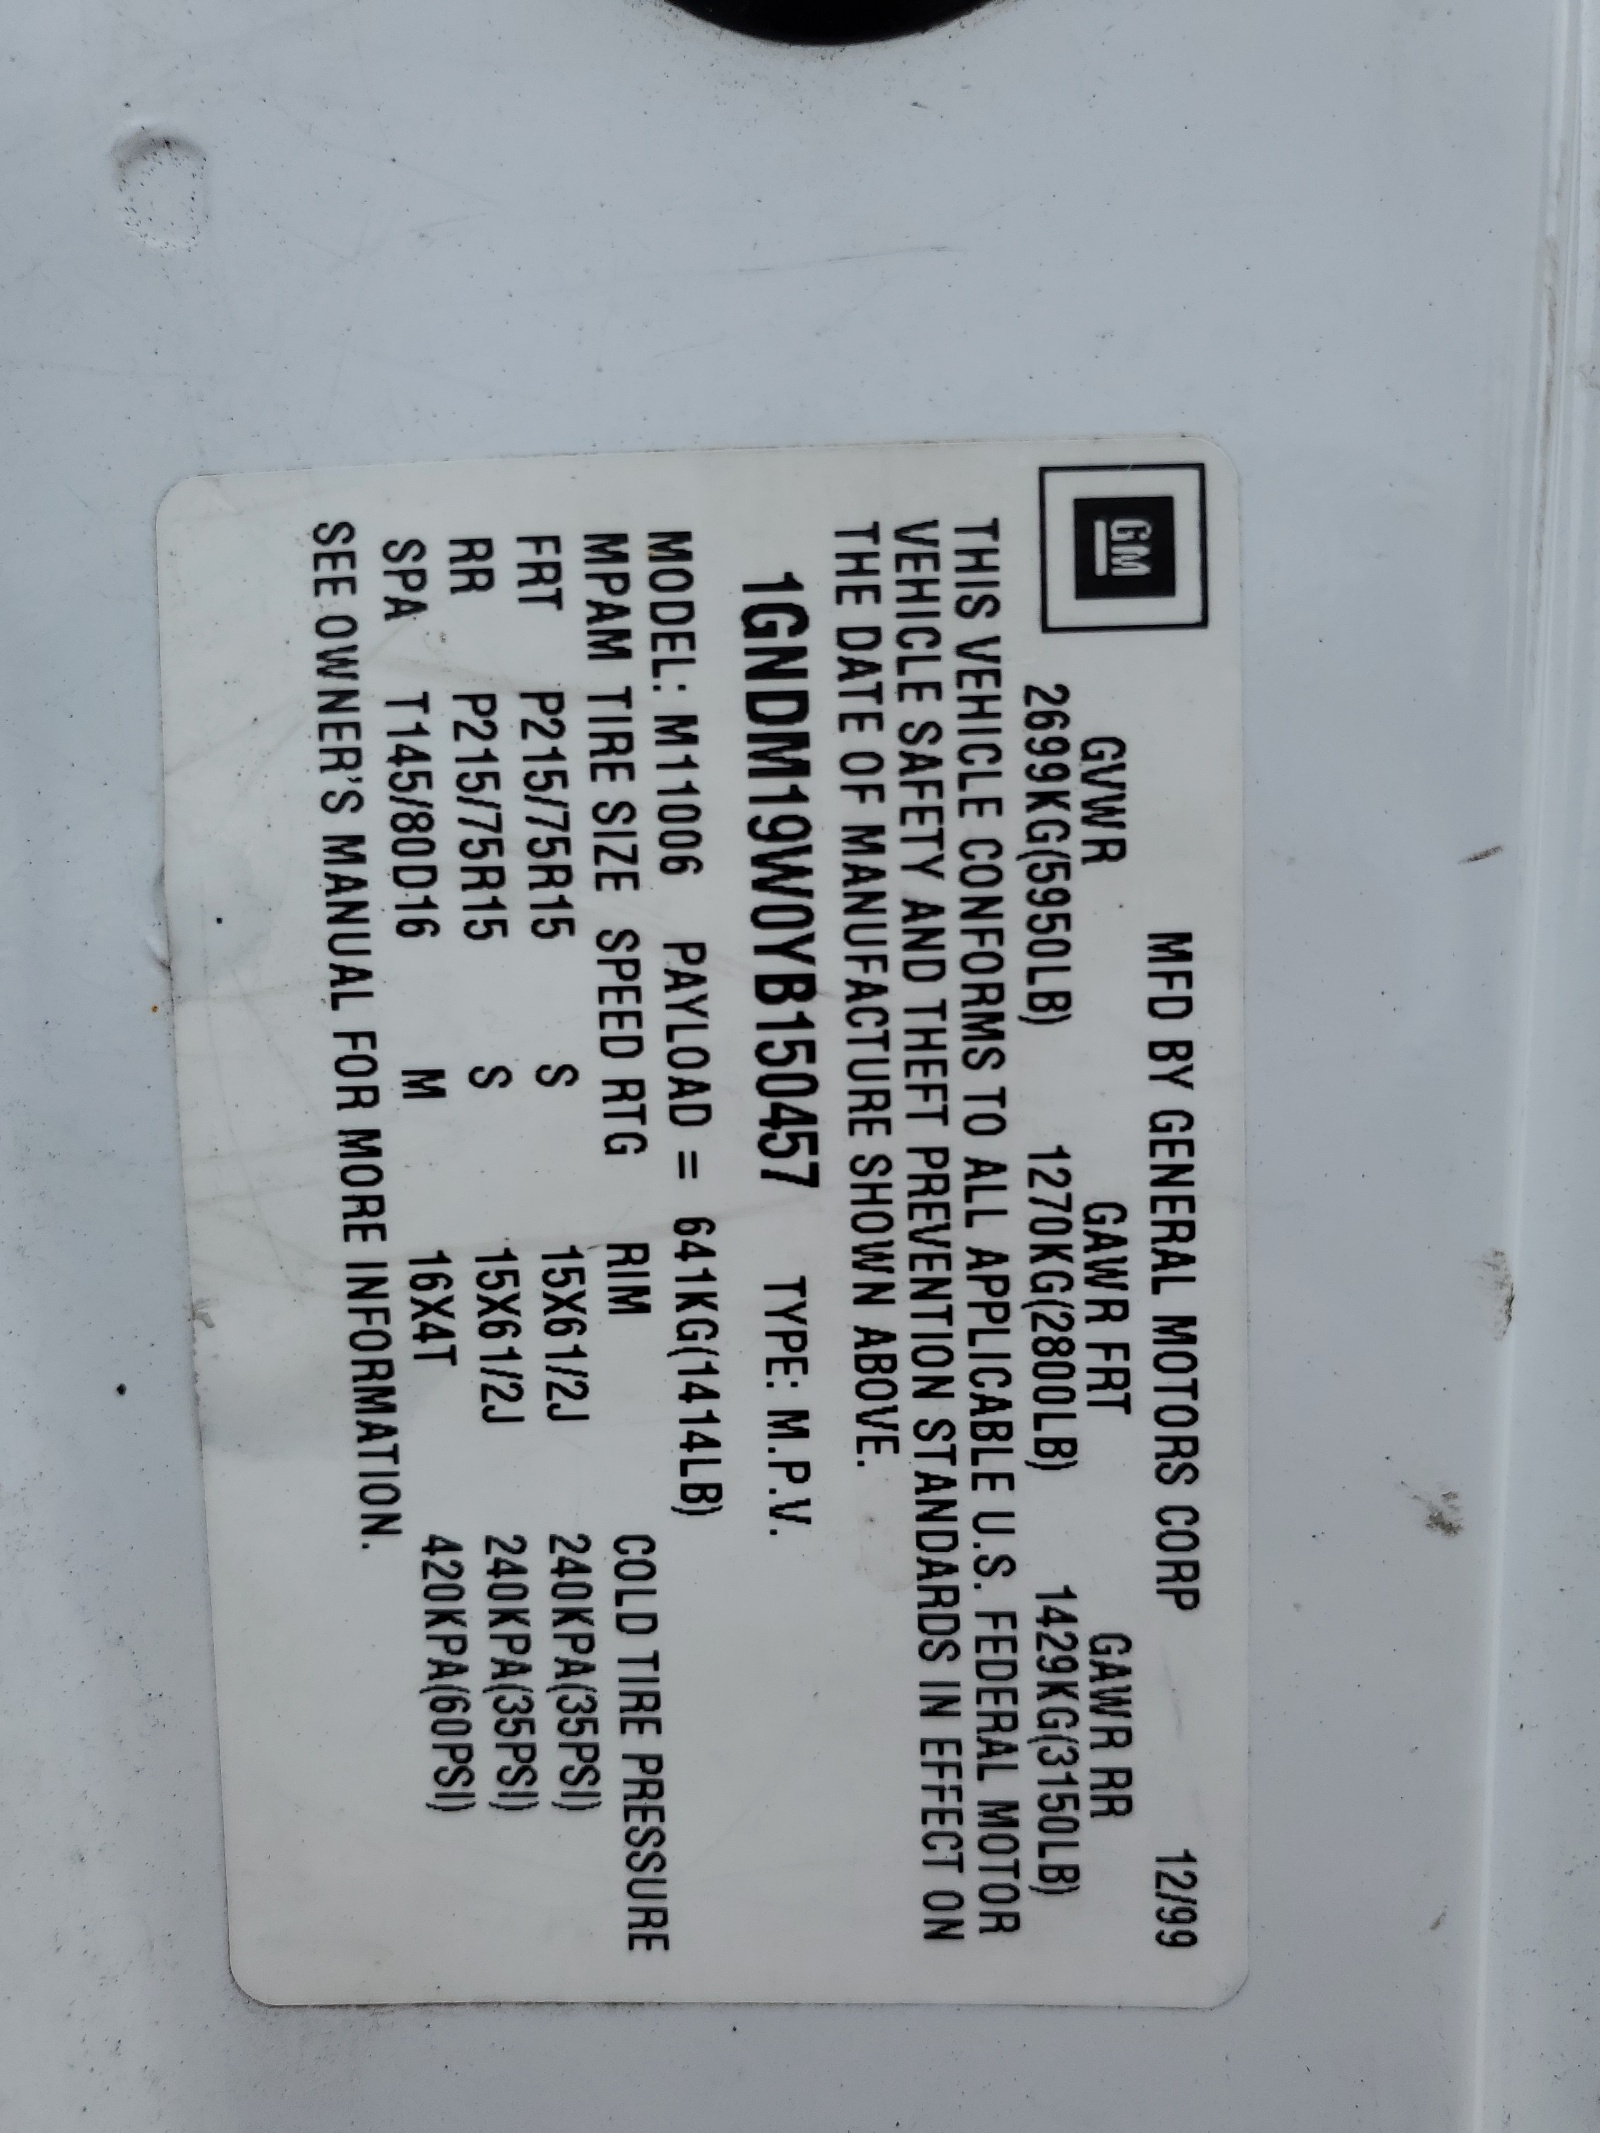 GM
MFD BY GENERAL MOTORS CORP 12/99
GVWR GAWR FRT GAWR RR
2699KG(5950LB) 1270KG(2800LB) 1429KG(3150LB)
THIS VEHICLE CONFORMS TO ALL APPLICABLE U.S. FEDERAL MOTOR
VEHICLE SAFETY AND THEFT PREVENTION STANDARDS IN EFFECT ON
THE DATE OF MANUFACTURE SHOWN ABOVE.
1GNDM19W0YB150457 TYPE: M.P.V.
MODEL: M11006 PAYLOAD = 641KG(1414LB)
MPAM TIRE SIZE SPEED RTG RIM COLD TIRE PRESSURE
FRT P215/75R15 S 15X6 1/2J 240KPA(35PSI)
RR P215/75R15 S 15X6 1/2J 240KPA(35PSI)
SPA T145/80D16 M 16X4T 420KPA(60PSI)
SEE OWNER'S MANUAL FOR MORE INFORMATION.